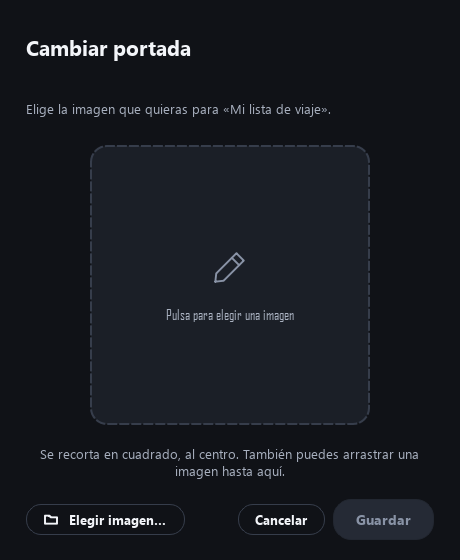 Cambiar portada
Elige la imagen que quieras para «Mi lista de viaje».
Pulsa para elegir una imagen
Se recorta en cuadrado, al centro. También puedes arrastrar una
imagen hasta aquí.
Elegir imagen...
Cancelar
Guardar